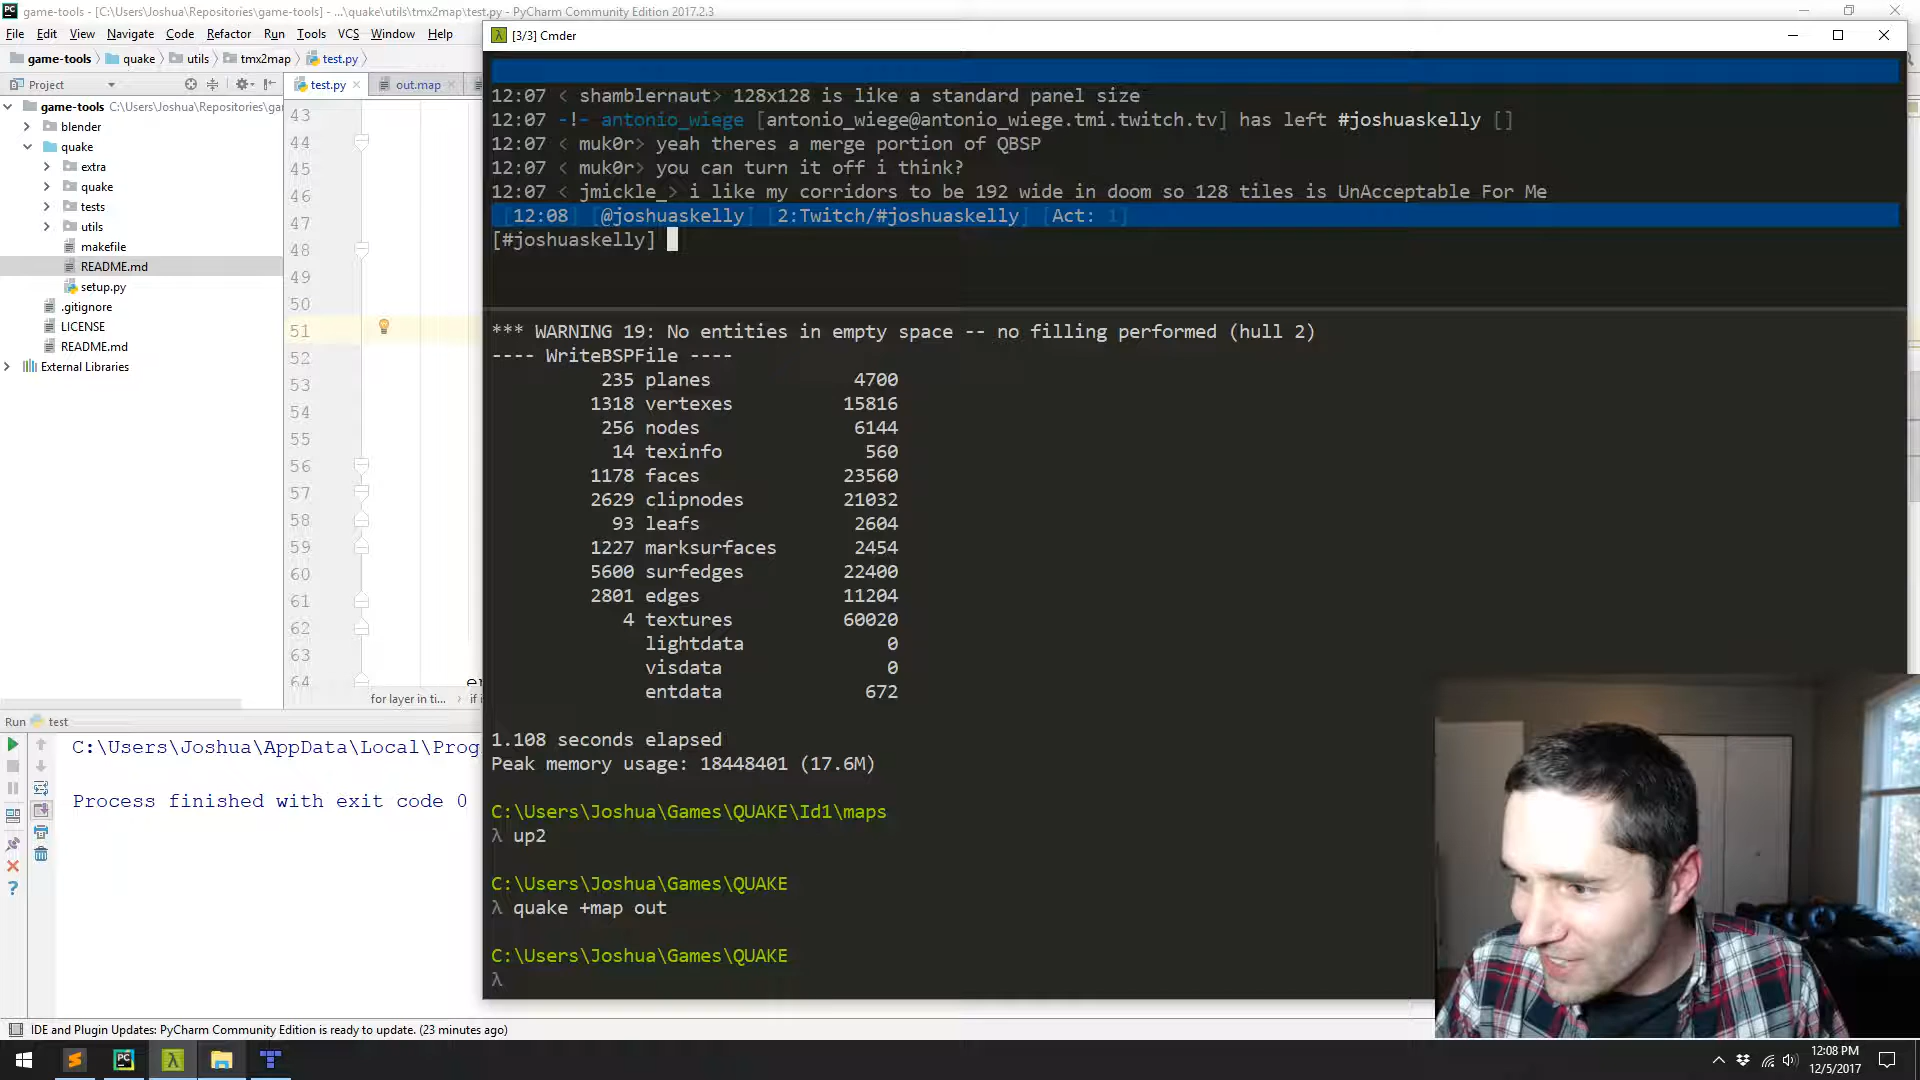 game-tools - [C:\Users\Joshua\Repositories\game-tools] - ...\quake\utils\tmx2map\test.py - PyCharm Community Edition 2017.2.3
File Edit View Navigate Code Refactor Run Tools VCS Window Help
game-tools quake utils tmx2map test.py
Project
test.py out.map
game-tools C:\Users\Joshua\Repositories\ga
blender
quake
extra
quake
tests
utils
makefile
README.md
setup.py
.gitignore
LICENSE
README.md
External Libraries
43
44
45
46
47
48
49
50
51
52
53
54
55
56
57
58
59
60
61
62
63
64
for layer in ti... if i
[3/3] Cmder
12:07 < shamblernaut> 128x128 is like a standard panel size
12:07 -!- antonio_wiege [antonio_wiege@antonio_wiege.tmi.twitch.tv] has left #joshuaskelly []
12:07 < muk0r> yeah theres a merge portion of QBSP
12:07 < muk0r> you can turn it off i think?
12:07 < jmickle_> i like my corridors to be 192 wide in doom so 128 tiles is UnAcceptable For Me
[12:08] [@joshuaskelly] [2:Twitch/#joshuaskelly] [Act: 1]
[#joshuaskelly]
*** WARNING 19: No entities in empty space -- no filling performed (hull 2)
---- WriteBSPFile ----
235 planes 4700
1318 vertexes 15816
256 nodes 6144
14 texinfo 560
1178 faces 23560
2629 clipnodes 21032
93 leafs 2604
1227 marksurfaces 2454
5600 surfedges 22400
2801 edges 11204
4 textures 60020
lightdata 0
visdata 0
entdata 672
1.108 seconds elapsed
Peak memory usage: 18448401 (17.6M)
C:\Users\Joshua\Games\QUAKE\Id1\maps
λ up2
C:\Users\Joshua\Games\QUAKE
λ quake +map out
C:\Users\Joshua\Games\QUAKE
λ
Run test
C:\Users\Joshua\AppData\Local\Prog
Process finished with exit code 0
IDE and Plugin Updates: PyCharm Community Edition is ready to update. (23 minutes ago)
12:08 PM
12/5/2017